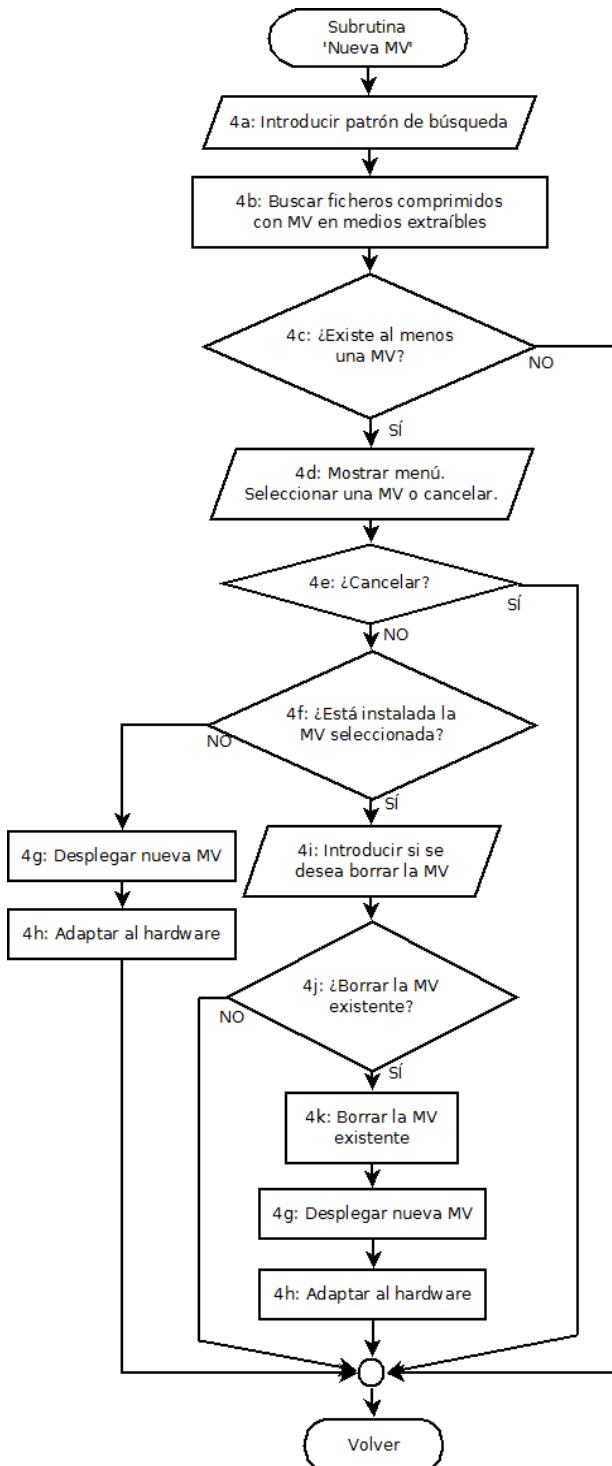 Subrutina
'Nueva MV'
4a: Introducir patrón de búsqueda
4b: Buscar ficheros comprimidos
con MV en medios extraíbles
4c: ¿Existe al menos
una MV?
NO
SÍ
4d: Mostrar menú.
Seleccionar una MV o cancelar.
4e: ¿Cancelar?
SÍ
NO
4f: ¿Está instalada la
MV seleccionada?
NO
SÍ
4g: Desplegar nueva MV
4h: Adaptar al hardware
4i: Introducir si se
desea borrar la MV
4j: ¿Borrar la MV
existente?
NO
SÍ
4k: Borrar la MV
existente
4g: Desplegar nueva MV
4h: Adaptar al hardware
Volver